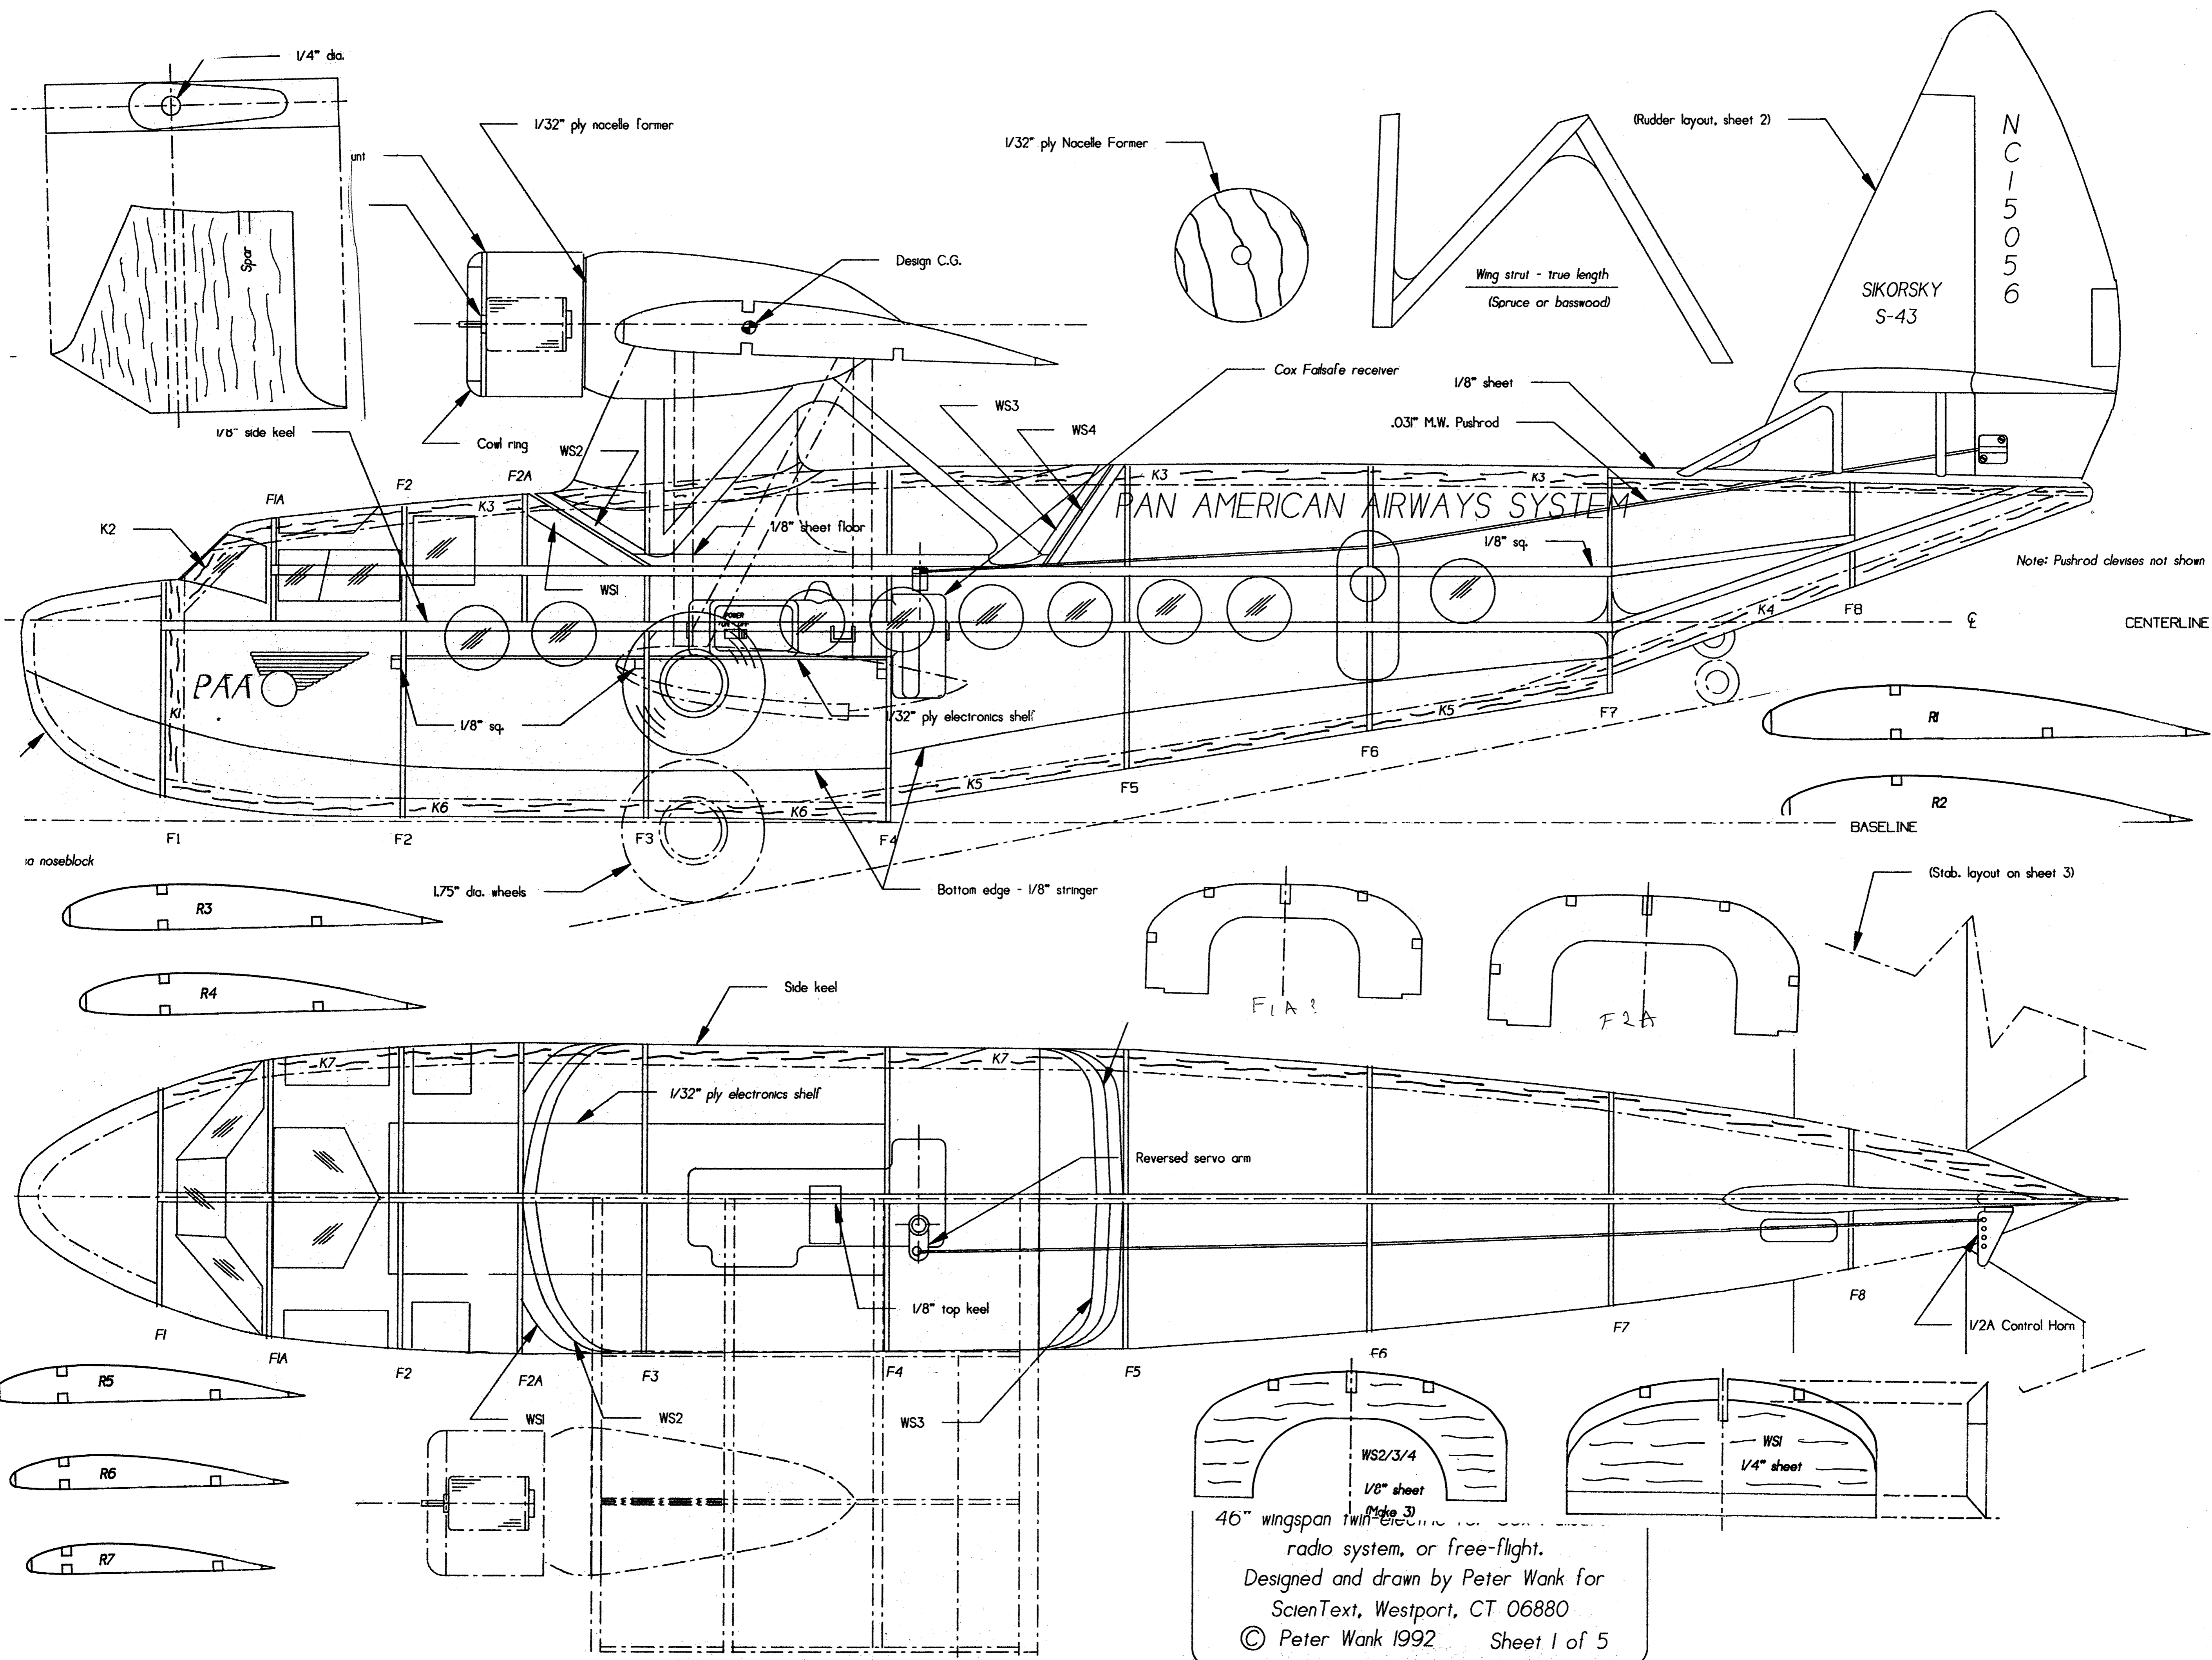 1/4" dia.
1/32" ply nacelle former
unt
1/32" ply Nacelle Former
(Rudder layout, sheet 2)
NC15056
Spar
Design C.G.
Wing strut - true length
(Spruce or basswood)
SIKORSKY
S-43
Cox Failsafe receiver
1/8" sheet
WS3
.031" M.W. Pushrod
WS4
1/8" side keel
Cowl ring
WS2
F2A
F2
F1A
K3
K3
K3
PAN AMERICAN AIRWAYS SYSTEM
K2
1/8" sheet floor
1/8" sq.
Note: Pushrod clevises not shown
WS1
POWER
ON OFF
K4
F8
CENTERLINE
PAA
K1
1/8" sq.
1/32" ply electronics shelf
K5
F7
R1
F6
K5
F5
K6
K6
R2
BASELINE
F1
F2
F3
F4
a noseblock
1.75" dia. wheels
Bottom edge - 1/8" stringer
(Stab. layout on sheet 3)
R3
R4
Side keel
F1A?
F2A
K7
K7
1/32" ply electronics shelf
Reversed servo arm
1/8" top keel
F1
F1A
F2
F2A
F3
F4
F5
F6
F7
F8
1/2A Control Horn
R5
WS1
WS2
WS3
R6
R7
WS2/3/4
1/8" sheet
(Make 3)
WS1
1/4" sheet
46" wingspan twin-electric for Cox
radio system, or free-flight.
Designed and drawn by Peter Wank for
ScienText, Westport, CT 06880
© Peter Wank 1992 Sheet 1 of 5